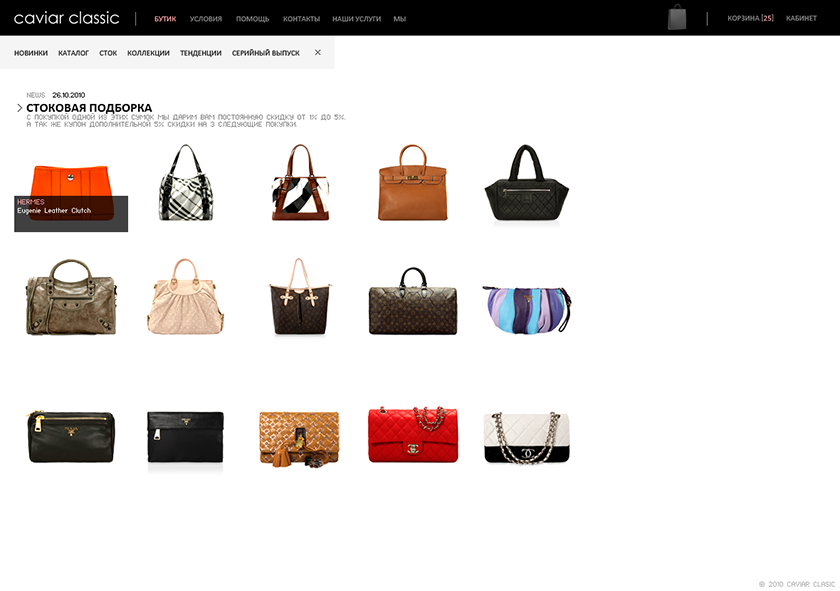 caviar classic БУТИК УСЛОВИЯ ПОМОЩЬ КОНТАКТЫ НАШИ УСЛУГИ МЫ КОРЗИНА [25] КАБИНЕТ
НОВИНКИ КАТАЛОГ СТОК КОЛЛЕКЦИИ ТЕНДЕНЦИИ СЕРИЙНЫЙ ВЫПУСК ×
NEWS 26.10.2010
> СТОКОВАЯ ПОДБОРКА
С ПОКУПКОЙ ОДНОЙ ИЗ ЭТИХ СУМОК МЫ ДАРИМ ВАМ ПОСТОЯННУЮ СКИДКУ ОТ 1% ДО 5%.
А ТАК ЖЕ КУПОН ДОПОЛНИТЕЛЬНОЙ 5% СКИДКИ НА 3 СЛЕДУЮЩИЕ ПОКУПКИ.
HERMES
Eugenie Leather Clutch
© 2010 CAVIAR CLASIC